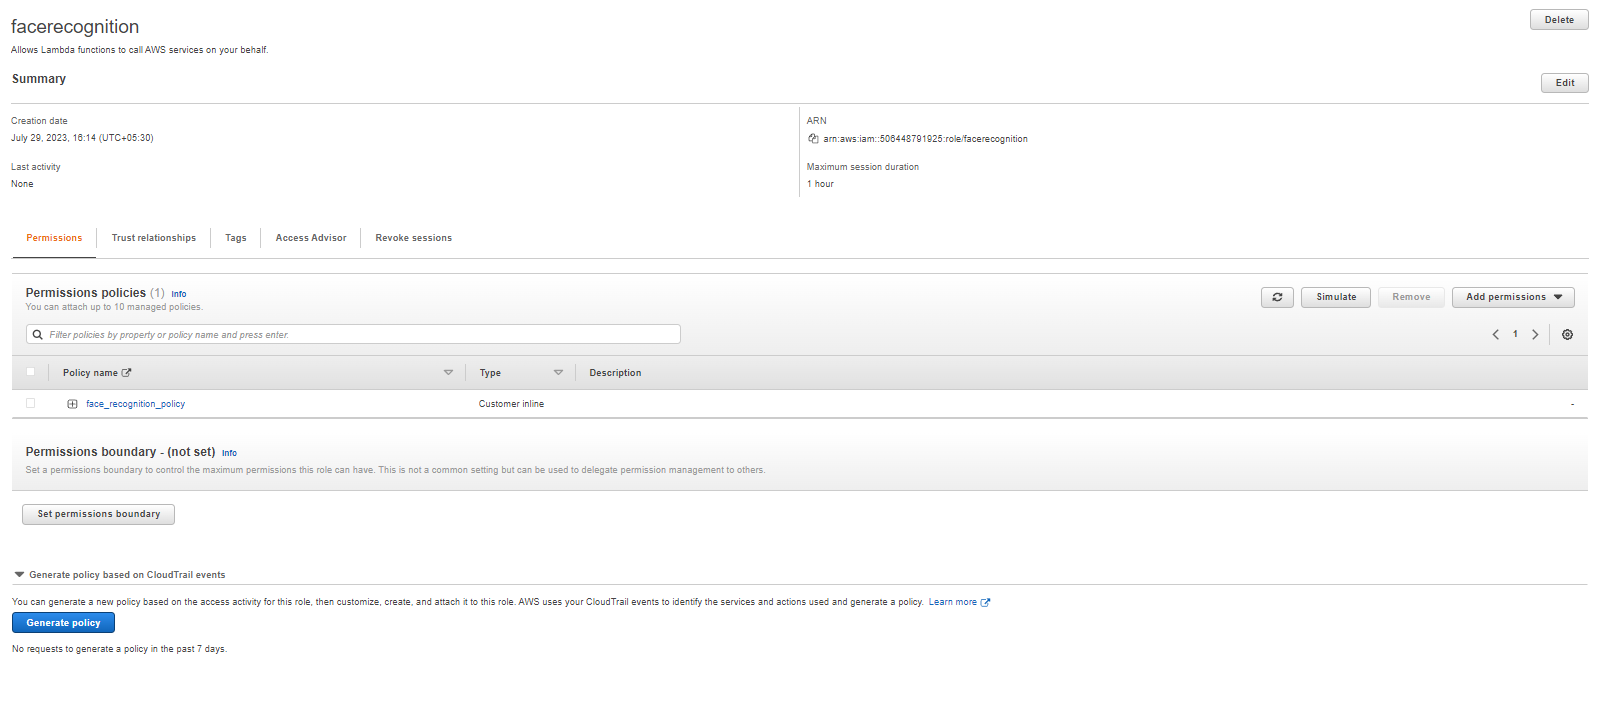 facerecognition
Delete
Allows Lambda functions to call AWS services on your behalf.
Summary
Edit
Creation date
July 29, 2023, 16:14 (UTC+05:30)
ARN
arn:aws:iam::506448791925:role/facerecognition
Last activity
None
Maximum session duration
1 hour
Permissions
Trust relationships
Tags
Access Advisor
Revoke sessions
Permissions policies (1) Info
You can attach up to 10 managed policies.
Simulate
Remove
Add permissions
Filter policies by property or policy name and press enter.
1
Policy name
Type
Description
face_recognition_policy
Customer inline
-
Permissions boundary - (not set) Info
Set a permissions boundary to control the maximum permissions this role can have. This is not a common setting but can be used to delegate permission management to others.
Set permissions boundary
Generate policy based on CloudTrail events
You can generate a new policy based on the access activity for this role, then customize, create, and attach it to this role. AWS uses your CloudTrail events to identify the services and actions used and generate a policy. Learn more
Generate policy
No requests to generate a policy in the past 7 days.